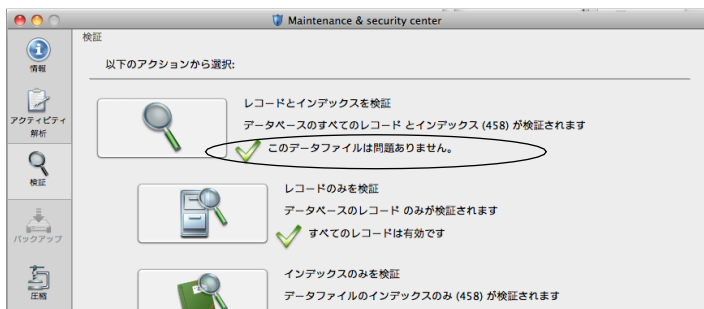 Maintenance & security center
検証
以下のアクションから選択:
情報
アクティビティ
解析
検証
バックアップ
圧縮
レコードとインデックスを検証
データベースのすべてのレコード とインデックス (458) が検証されます
このデータファイルは問題ありません。
レコードのみを検証
データベースのレコード のみが検証されます
すべてのレコードは有効です
インデックスのみを検証
データファイルのインデックスのみ (458) が検証されます